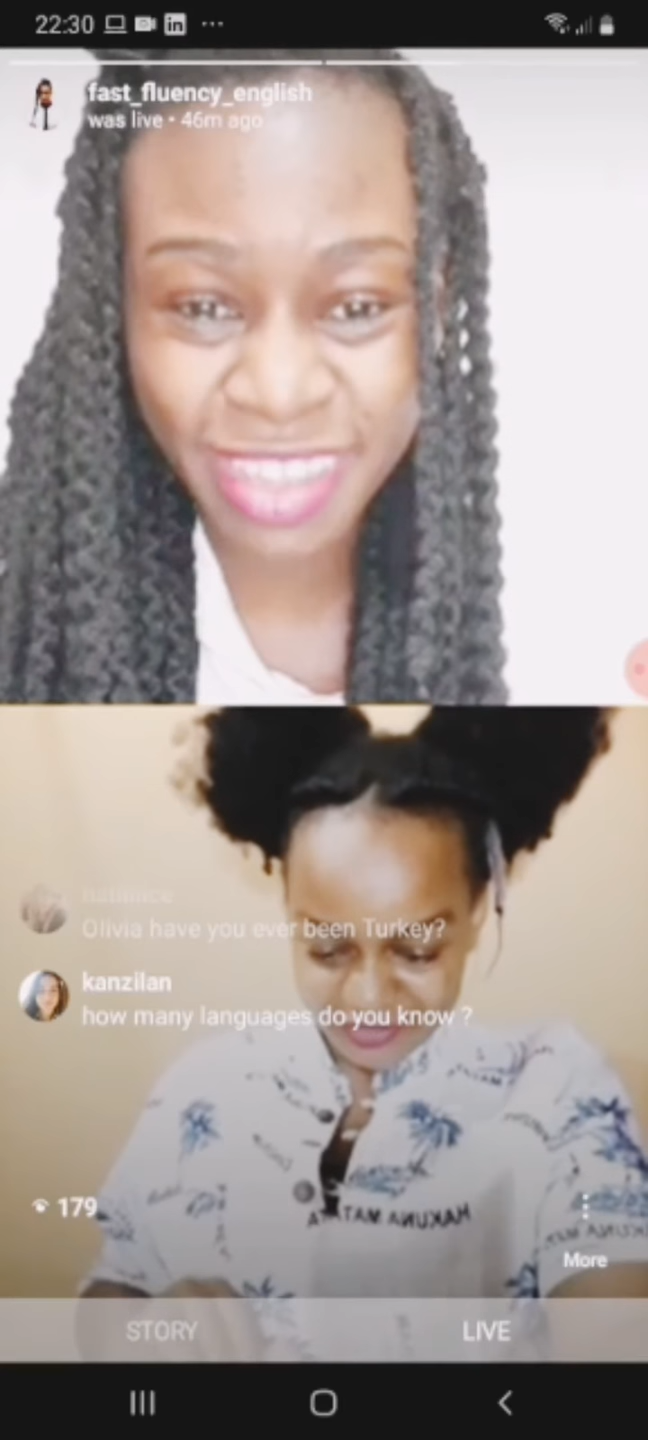 22:30
fast_fluency_english
was live • 46m ago
Olivia have you ever been Turkey?
kanzilan
how many languages do you know ?
HAKUNA MATATA
179
More
STORY
LIVE